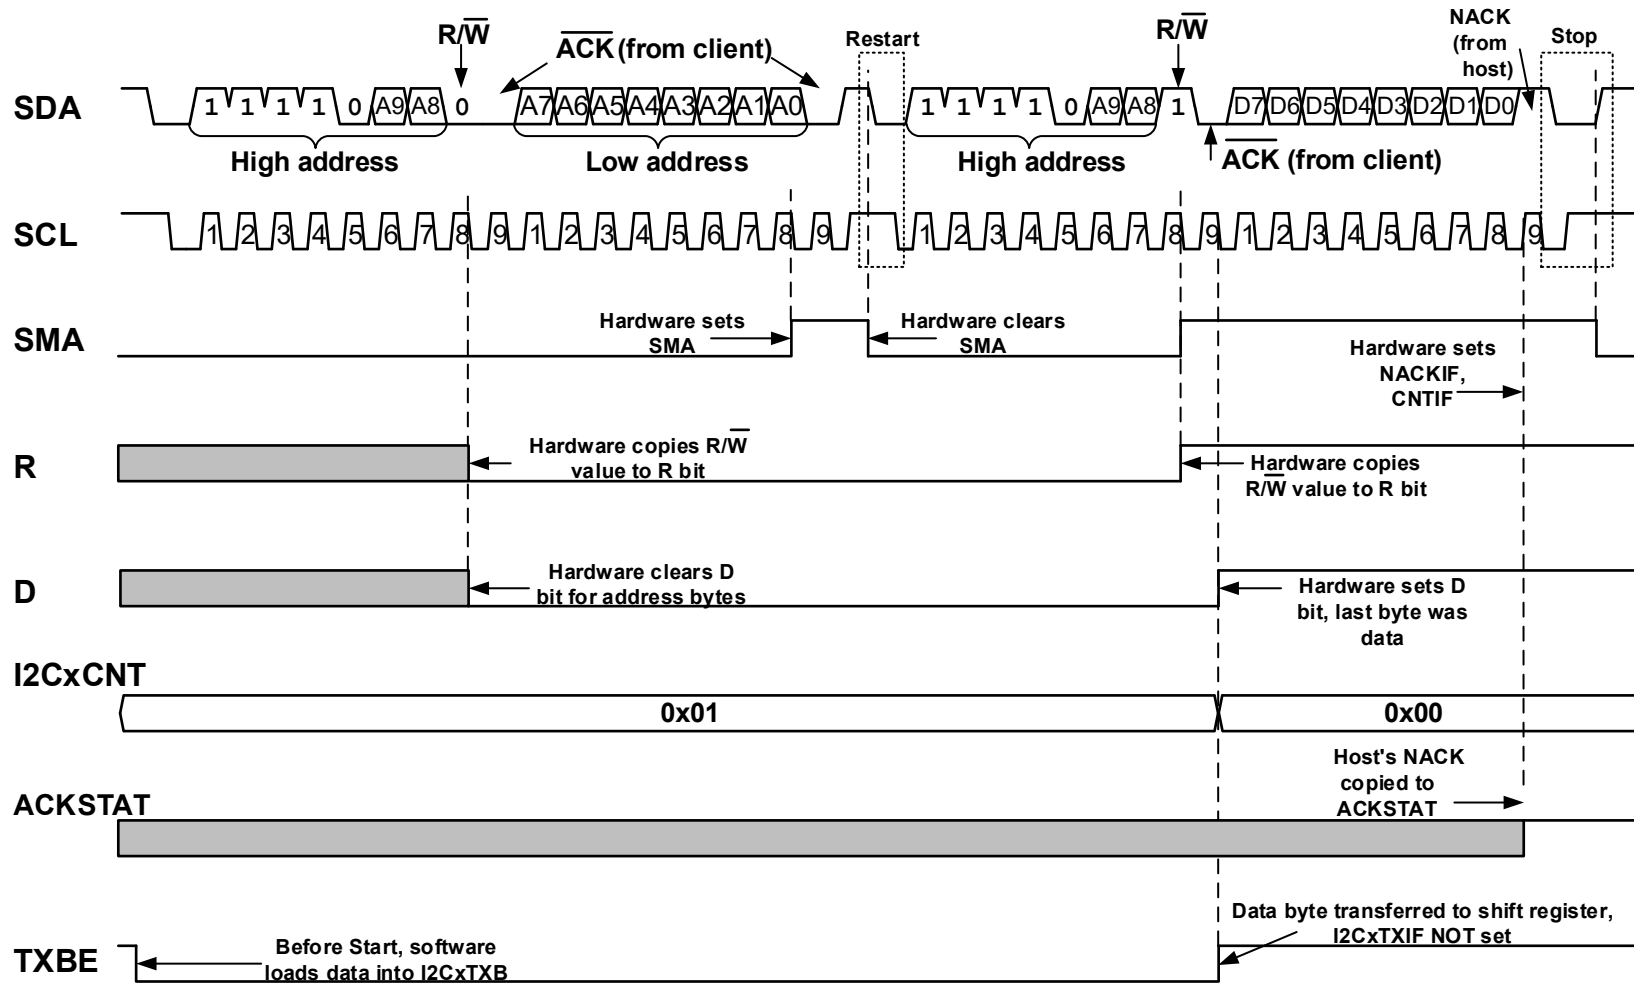 R/W
ACK (from client)
Restart
R/W
NACK
(from
host)
Stop
SDA
1 1 1 1 0 A9 A8 0 A7 A6 A5 A4 A3 A2 A1 A0 1 1 1 1 0 A9 A8 1 D7 D6 D5 D4 D3 D2 D1 D0
High address
Low address
High address
ACK (from client)
SCL
1 2 3 4 5 6 7 8 9 1 2 3 4 5 6 7 8 9 1 2 3 4 5 6 7 8 9 1 2 3 4 5 6 7 8 9
SMA
Hardware sets
SMA
Hardware clears
SMA
Hardware sets
NACKIF,
CNTIF
R
Hardware copies R/W
value to R bit
Hardware copies
R/W value to R bit
D
Hardware clears D
bit for address bytes
Hardware sets D
bit, last byte was
data
I2CxCNT
0x01
0x00
ACKSTAT
Host's NACK
copied to
ACKSTAT
TXBE
Before Start, software
loads data into I2CxTXB
Data byte transferred to shift register,
I2CxTXIF NOT set